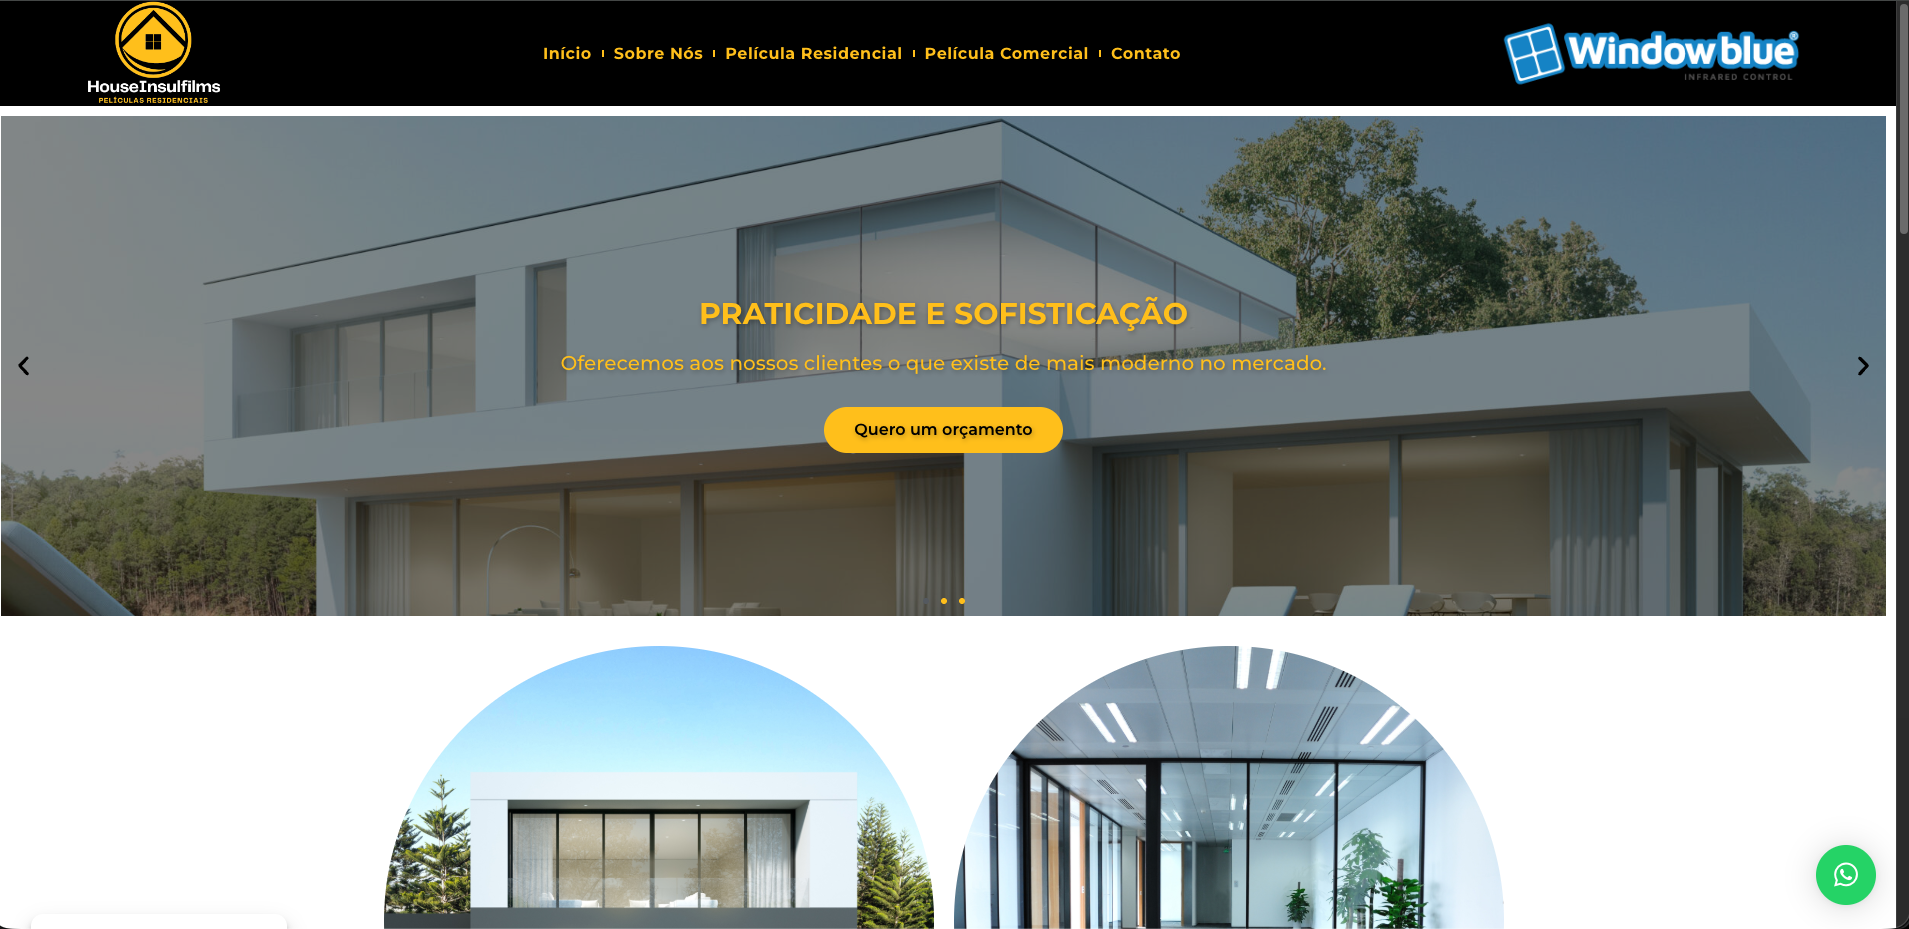 HouseInsulfilms
PELÍCULAS RESIDENCIAIS
Início
Sobre Nós
Película Residencial
Película Comercial
Contato
Windowblue®
INFRARED CONTROL
PRATICIDADE E SOFISTICAÇÃO
Oferecemos aos nossos clientes o que existe de mais moderno no mercado.
Quero um orçamento